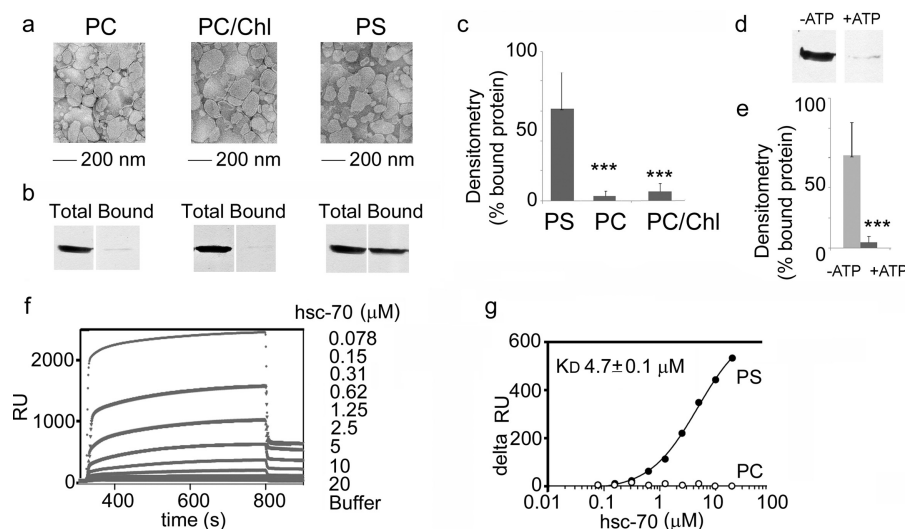 a
PC PC/Chl PS
200 nm 200 nm 200 nm
b
Total Bound Total Bound Total Bound
c
Densitometry
(% bound protein)
100
50
0
***
***
PS PC PC/Chl
d
-ATP +ATP
e
Densitometry
(% bound protein)
100
50
0
***
-ATP +ATP
f
RU
2000
1000
0
400 600 800
time (s)
hsc-70 (μM)
0.078
0.15
0.31
0.62
1.25
2.5
5
10
20
Buffer
g
delta RU
600
400
200
0
KD 4.7±0.1 μM
PS
PC
0.01 0.1 1 10 100
hsc-70 (μM)